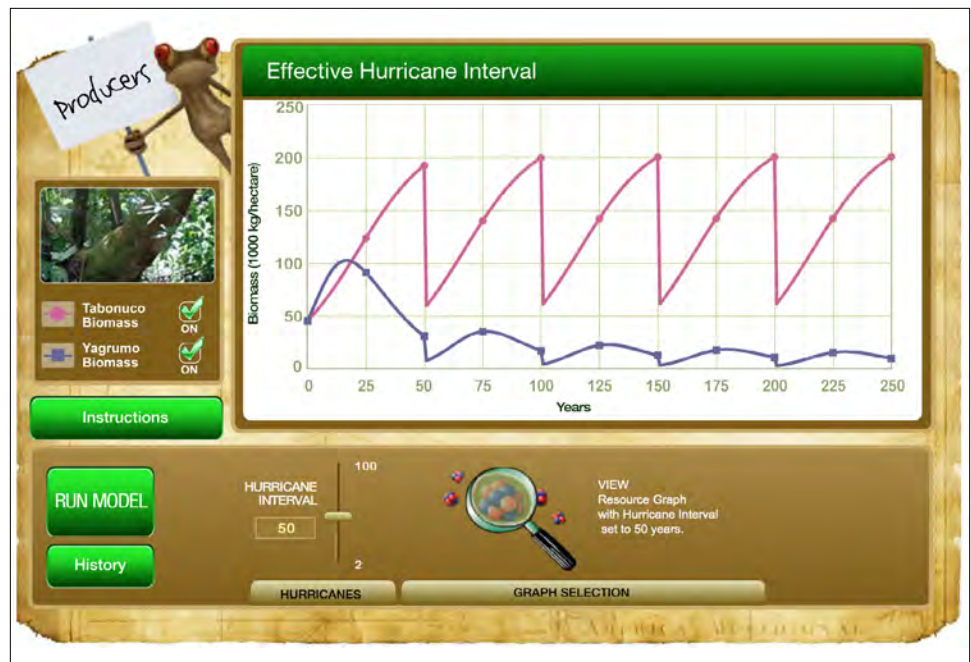 Producers
Effective Hurricane Interval
Biomass (1000 kg/hectare)
250
200
150
100
50
0
0 25 50 75 100 125 150 175 200 225 250
Years
Tabonuco
Biomass
ON
Yagrumo
Biomass
ON
Instructions
RUN MODEL
History
HURRICANE
INTERVAL
50
100
2
HURRICANES
VIEW
Resource Graph
with Hurricane Interval
set to 50 years.
GRAPH SELECTION